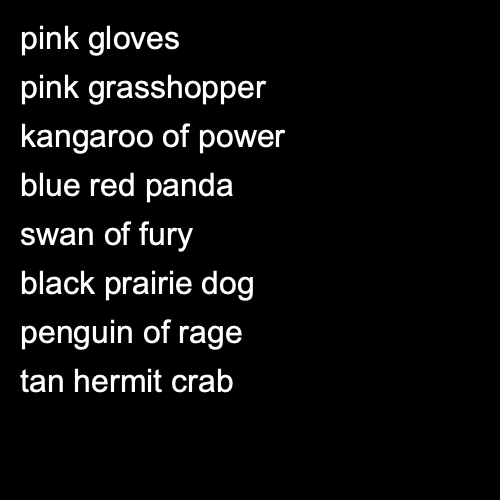 pink gloves
pink grasshopper
kangaroo of power
blue red panda
swan of fury
black prairie dog
penguin of rage
tan hermit crab